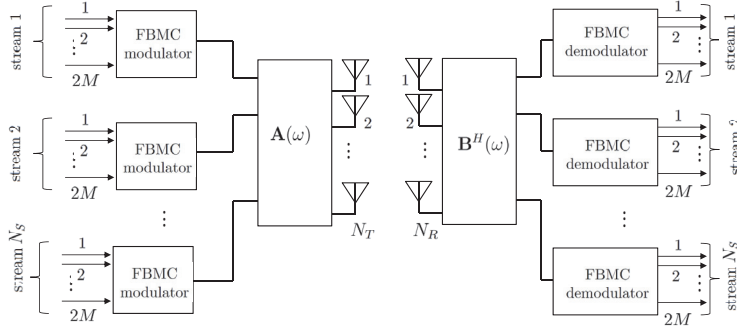 stream 1
1
2
⋮
2M
FBMC
modulator
stream 2
1
2
⋮
2M
FBMC
modulator
⋮
stream N_S
1
2
⋮
2M
FBMC
modulator
A(ω)
1
2
⋮
N_T
1
2
⋮
N_R
B^H(ω)
FBMC
demodulator
1
2
⋮
2M
stream 1
FBMC
demodulator
1
2
⋮
2M
stream 2
⋮
FBMC
demodulator
1
2
⋮
2M
stream N_S